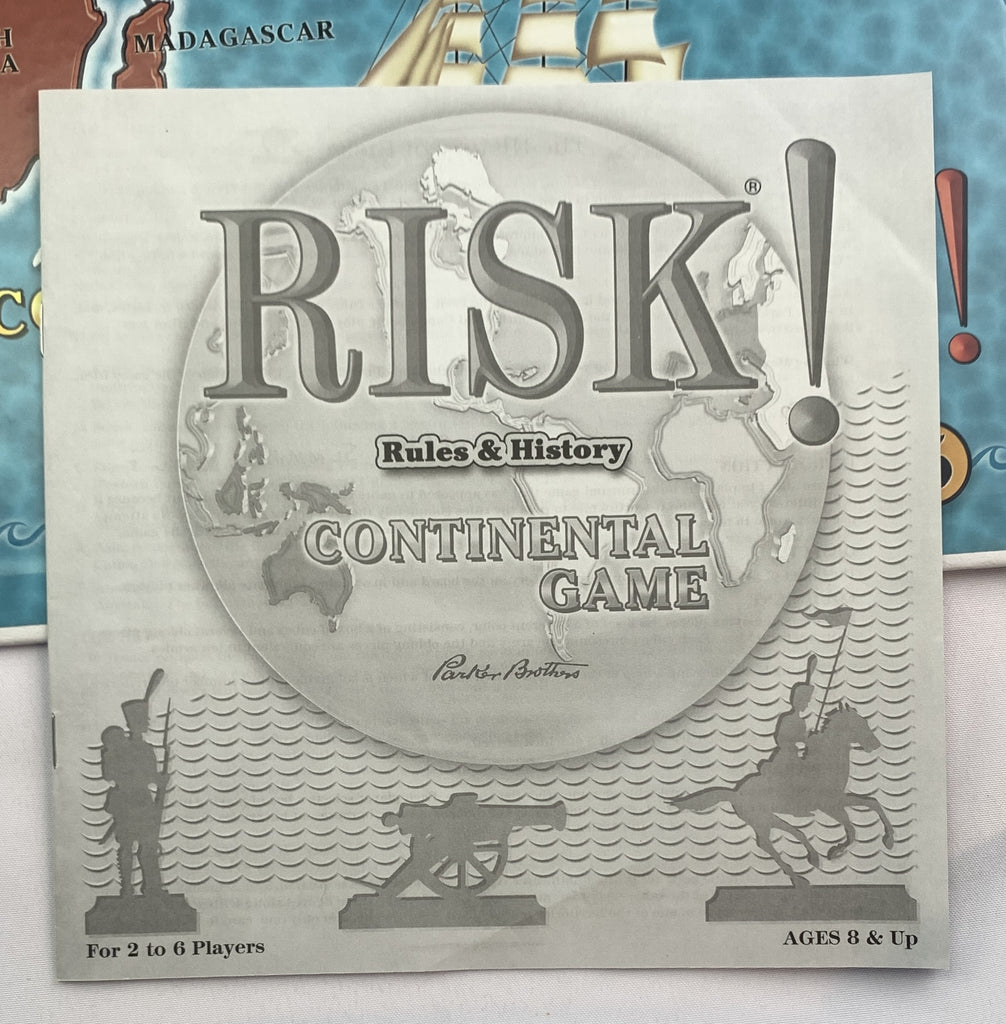 H
A
MADAGASCAR
RISK!®
Rules & History
CONTINENTAL
GAME
Parker Brothers
For 2 to 6 Players
AGES 8 & Up